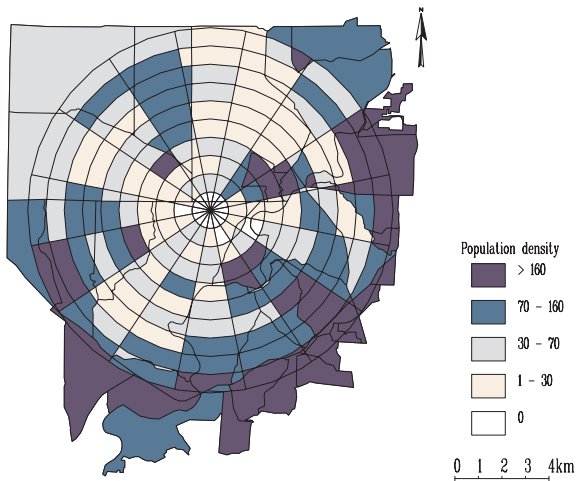 N
Population density
> 160
70 - 160
30 - 70
1 - 30
0
0 1 2 3 4km